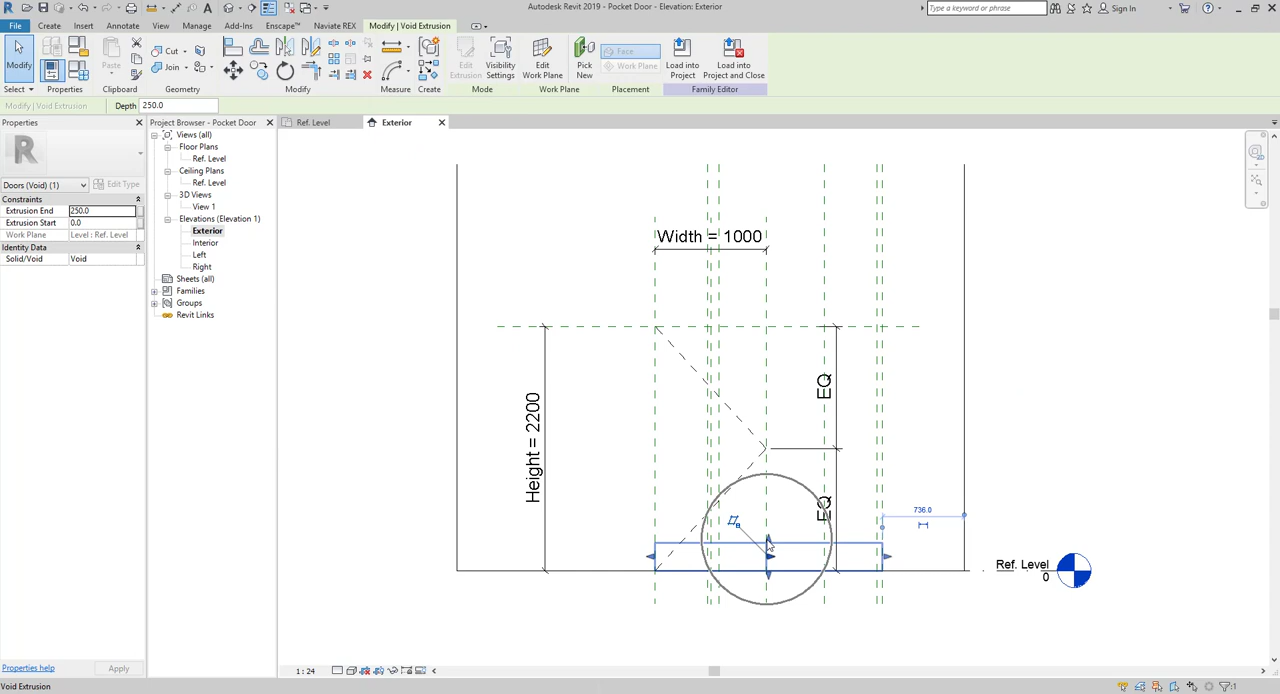 Autodesk Revit 2019 - Pocket Door - Elevation: Exterior
Type a keyword or phrase
Sign In
File
Create
Insert
Annotate
View
Manage
Add-Ins
Enscape™
Naviate REX
Modify | Void Extrusion
Modify
Paste
Cut
Join
Edit Extrusion
Visibility Settings
Edit Work Plane
Pick New
Face
Work Plane
Load into Project
Load into Project and Close
Select
Properties
Clipboard
Geometry
Modify
Measure
Create
Mode
Work Plane
Placement
Family Editor
Modify | Void Extrusion
Depth
250.0
Properties
Project Browser - Pocket Door
Ref. Level
Exterior
Doors (Void) (1)
Edit Type
Constraints
Extrusion End 250.0
Extrusion Start 0.0
Work Plane Level : Ref. Level
Identity Data
Solid/Void Void
Views (all)
Floor Plans
Ref. Level
Ceiling Plans
Ref. Level
3D Views
View 1
Elevations (Elevation 1)
Exterior
Interior
Left
Right
Sheets (all)
Families
Groups
Revit Links
Width = 1000
Height = 2200
EQ
EQ
736.0
Ref. Level
0
Properties help
Apply
1 : 24
Void Extrusion
:1